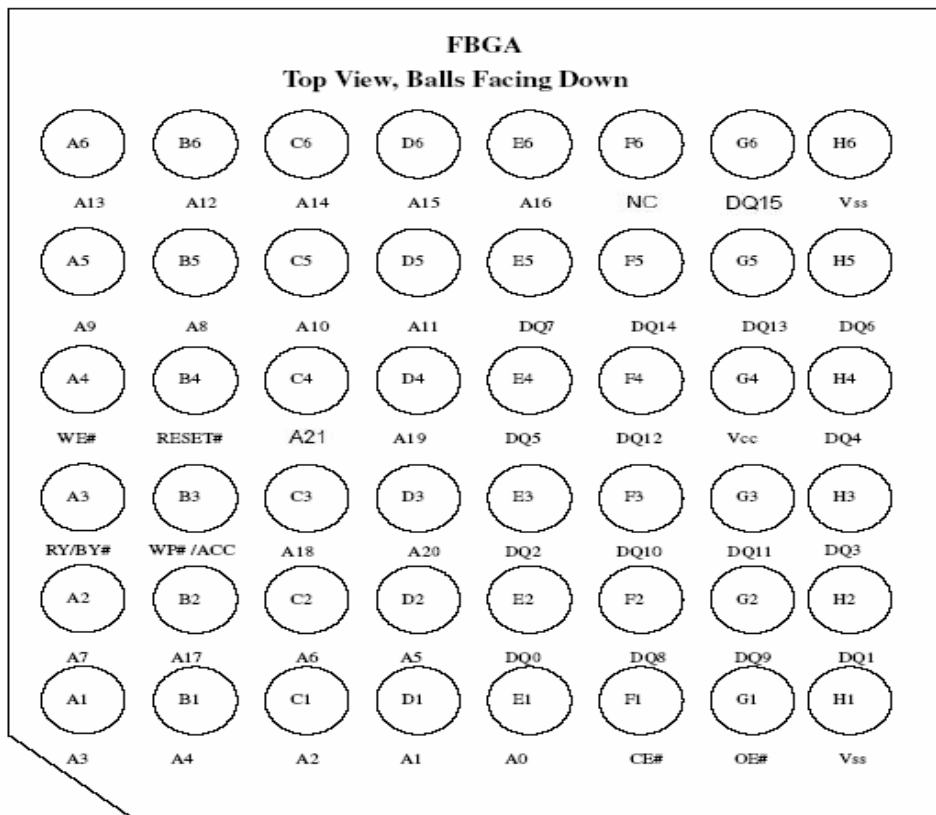 FBGA
Top View, Balls Facing Down
A6 B6 C6 D6 E6 F6 G6 H6
A13 A12 A14 A15 A16 NC DQ15 Vss
A5 B5 C5 D5 E5 F5 G5 H5
A9 A8 A10 A11 DQ7 DQ14 DQ13 DQ6
A4 B4 C4 D4 E4 F4 G4 H4
WE# RESET# A21 A19 DQ5 DQ12 Vcc DQ4
A3 B3 C3 D3 E3 F3 G3 H3
RY/BY# WP# /ACC A18 A20 DQ2 DQ10 DQ11 DQ3
A2 B2 C2 D2 E2 F2 G2 H2
A7 A17 A6 A5 DQ0 DQ8 DQ9 DQ1
A1 B1 C1 D1 E1 F1 G1 H1
A3 A4 A2 A1 A0 CE# OE# Vss